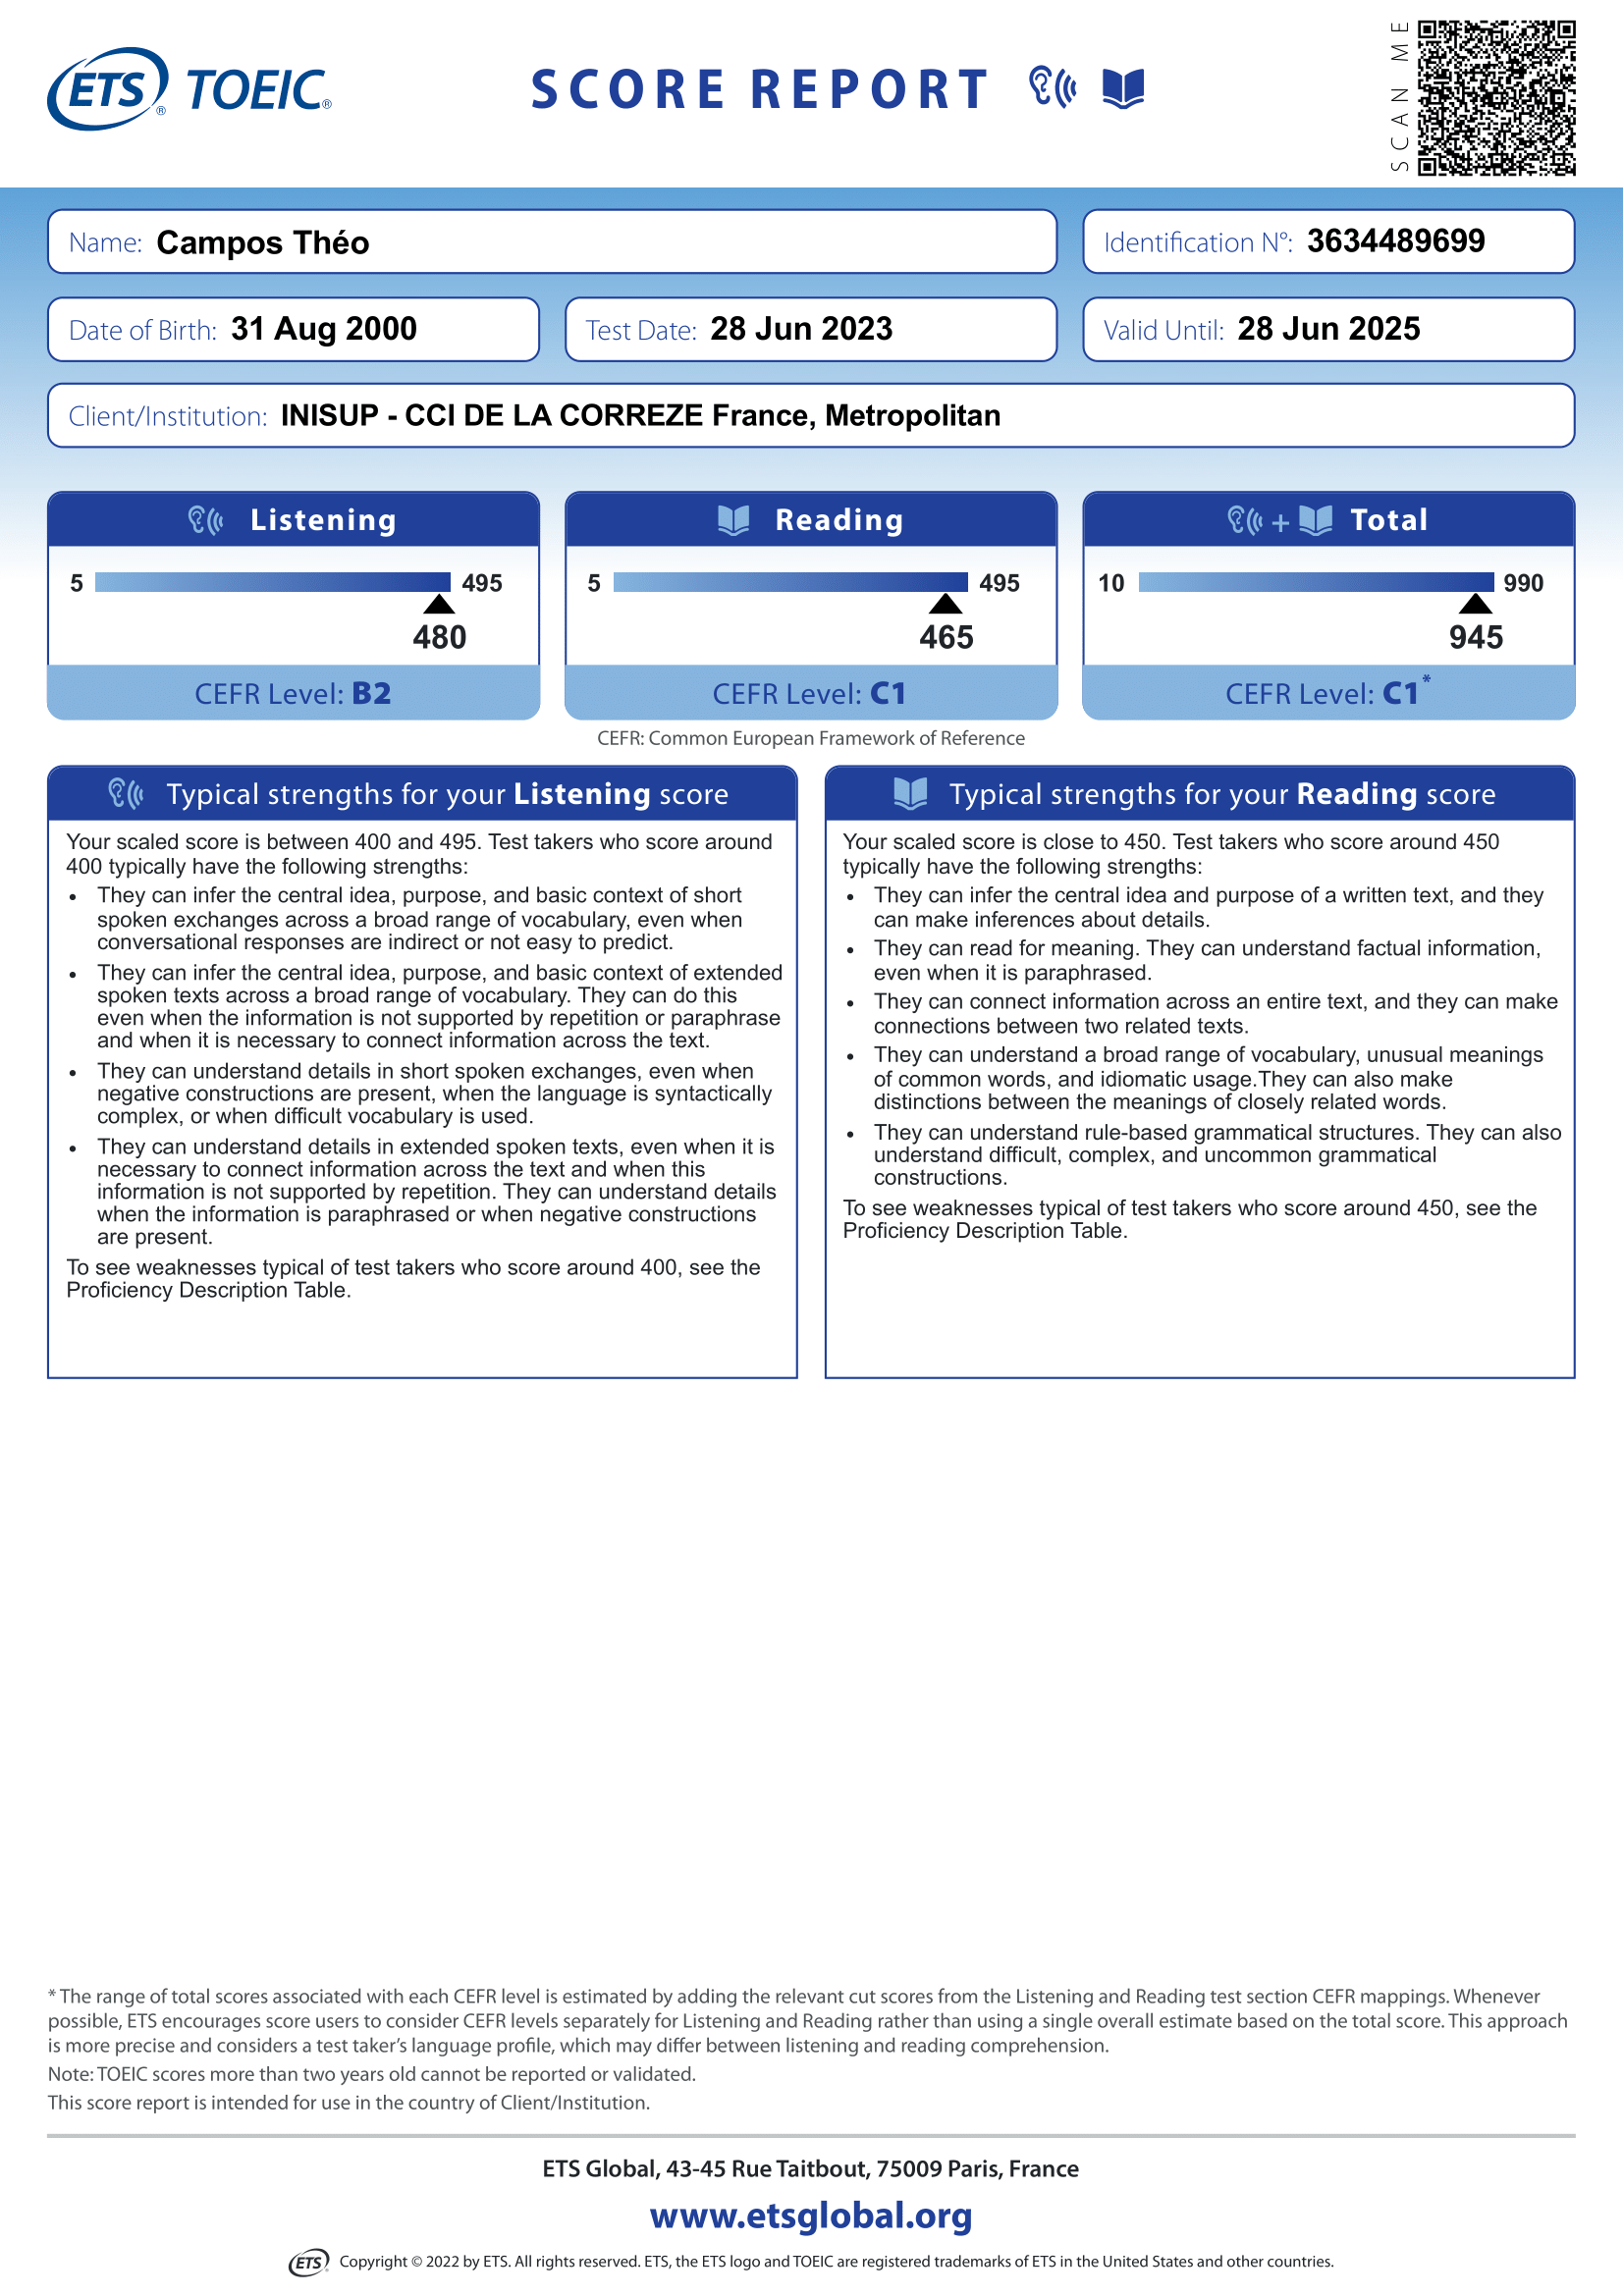 ETS® TOEIC®
SCORE REPORT
SCAN ME
Name: Campos Théo
Identification N°: 3634489699
Date of Birth: 31 Aug 2000
Test Date: 28 Jun 2023
Valid Until: 28 Jun 2025
Client/Institution: INISUP - CCI DE LA CORREZE France, Metropolitan
Listening
5 495
480
CEFR Level: B2
Reading
5 495
465
CEFR Level: C1
+ Total
10 990
945
CEFR Level: C1*
CEFR: Common European Framework of Reference
Typical strengths for your Listening score
Your scaled score is between 400 and 495. Test takers who score around
400 typically have the following strengths:
• They can infer the central idea, purpose, and basic context of short
spoken exchanges across a broad range of vocabulary, even when
conversational responses are indirect or not easy to predict.
• They can infer the central idea, purpose, and basic context of extended
spoken texts across a broad range of vocabulary. They can do this
even when the information is not supported by repetition or paraphrase
and when it is necessary to connect information across the text.
• They can understand details in short spoken exchanges, even when
negative constructions are present, when the language is syntactically
complex, or when difficult vocabulary is used.
• They can understand details in extended spoken texts, even when it is
necessary to connect information across the text and when this
information is not supported by repetition. They can understand details
when the information is paraphrased or when negative constructions
are present.
To see weaknesses typical of test takers who score around 400, see the
Proficiency Description Table.
Typical strengths for your Reading score
Your scaled score is close to 450. Test takers who score around 450
typically have the following strengths:
• They can infer the central idea and purpose of a written text, and they
can make inferences about details.
• They can read for meaning. They can understand factual information,
even when it is paraphrased.
• They can connect information across an entire text, and they can make
connections between two related texts.
• They can understand a broad range of vocabulary, unusual meanings
of common words, and idiomatic usage.They can also make
distinctions between the meanings of closely related words.
• They can understand rule-based grammatical structures. They can also
understand difficult, complex, and uncommon grammatical
constructions.
To see weaknesses typical of test takers who score around 450, see the
Proficiency Description Table.
* The range of total scores associated with each CEFR level is estimated by adding the relevant cut scores from the Listening and Reading test section CEFR mappings. Whenever
possible, ETS encourages score users to consider CEFR levels separately for Listening and Reading rather than using a single overall estimate based on the total score. This approach
is more precise and considers a test taker's language profile, which may differ between listening and reading comprehension.
Note: TOEIC scores more than two years old cannot be reported or validated.
This score report is intended for use in the country of Client/Institution.
ETS Global, 43-45 Rue Taitbout, 75009 Paris, France
www.etsglobal.org
ETS® Copyright © 2022 by ETS. All rights reserved. ETS, the ETS logo and TOEIC are registered trademarks of ETS in the United States and other countries.